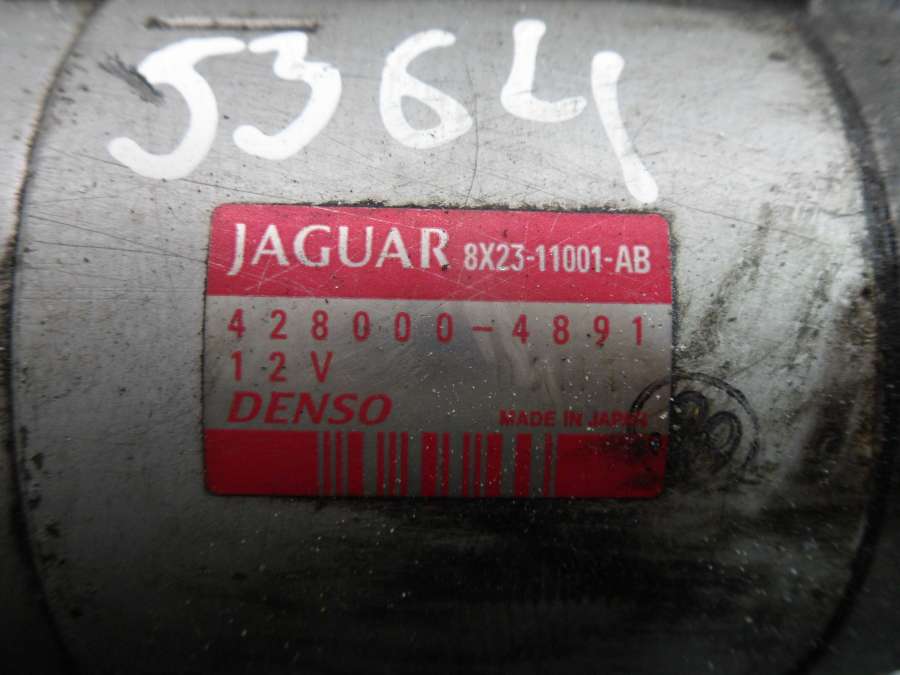 5364
JAGUAR 8X23-11001-AB
428000-4891
12V
DENSO MADE IN JAPAN